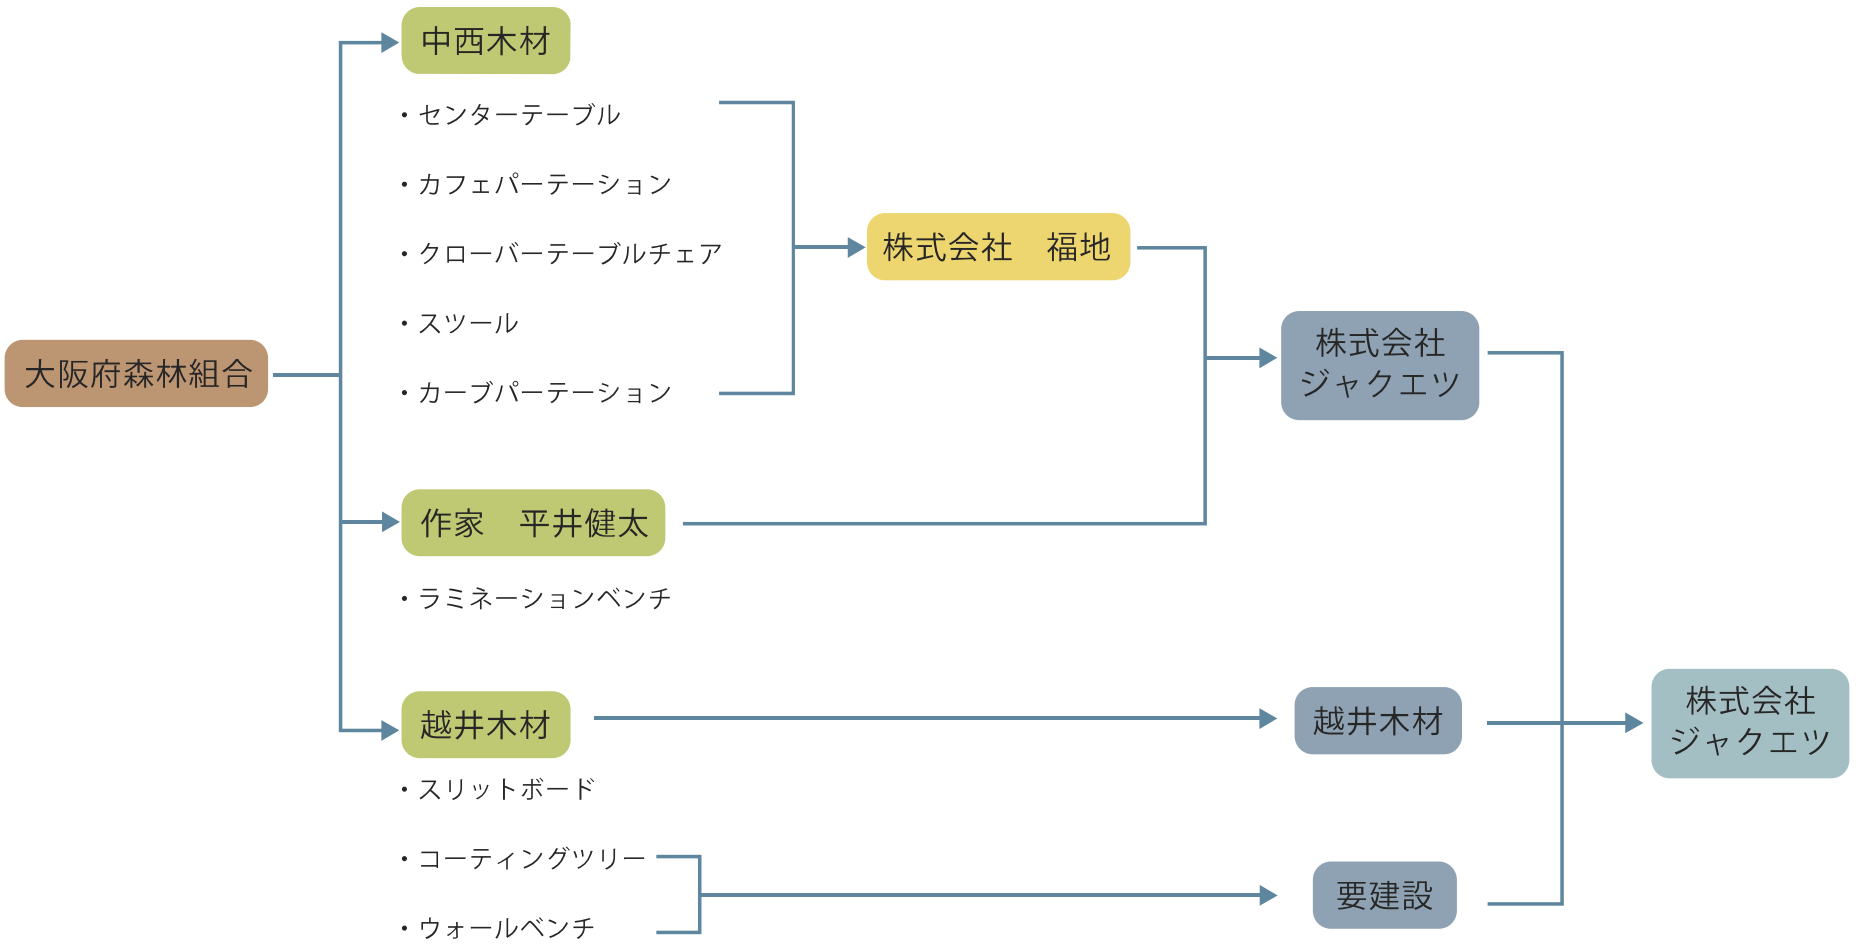 大阪府森林組合
中西木材
・センターテーブル
・カフェパーテーション
・クローバーテーブルチェア
・スツール
・カーブパーテーション
作家　平井健太
・ラミネーションベンチ
越井木材
・スリットボード
・コーティングツリー
・ウォールベンチ
株式会社　福地
株式会社
ジャクエツ
越井木材
要建設
株式会社
ジャクエツ